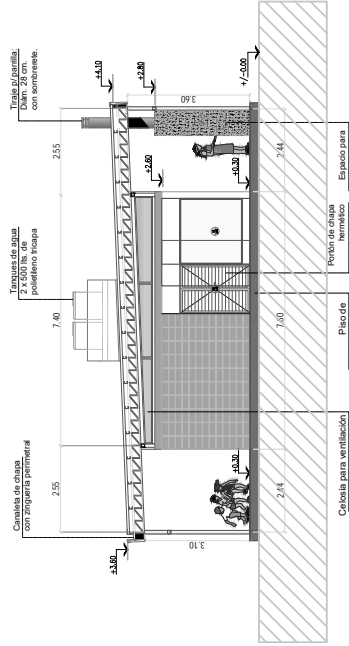 Canaleta de chapa
con zinguería perimetral
Tanques de agua
2 x 500 lts. de
polietileno tricapa
Tiraje p/ parrilla:
Diám. 28 cm.
con sombrerete.
2.55
7.40
2.55
+3.60
+4.10
+2.80
+2.60
3.60
3.10
+0.30
+0.30
+/-0.00
2.44
2.44
Celosía para ventilación
Piso de
Portón de chapa
hermético
Espacio para